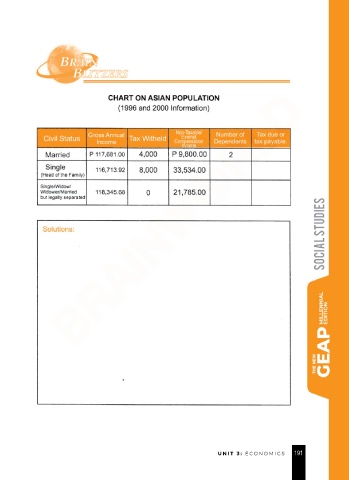 BRAIN
BLITZERS
CHART ON ASIAN POPULATION
(1996 and 2000 Information)
Civil Status Gross Annual Income Tax Witheld Non-Taxable/ Exempt Compensation Income Number of Dependents Tax due or tax payable.
Married P 117,681.00 4,000 P 9,800.00 2
Single (Head of the Family) 116,713.92 8,000 33,534.00
Single/Widow/ Widower/Married but legally separated 118,345.68 0 21,785.00
Solutions:
SOCIAL STUDIES
THE NEW GEAP MILLENNIAL EDITION
UNIT 3: ECONOMICS 191